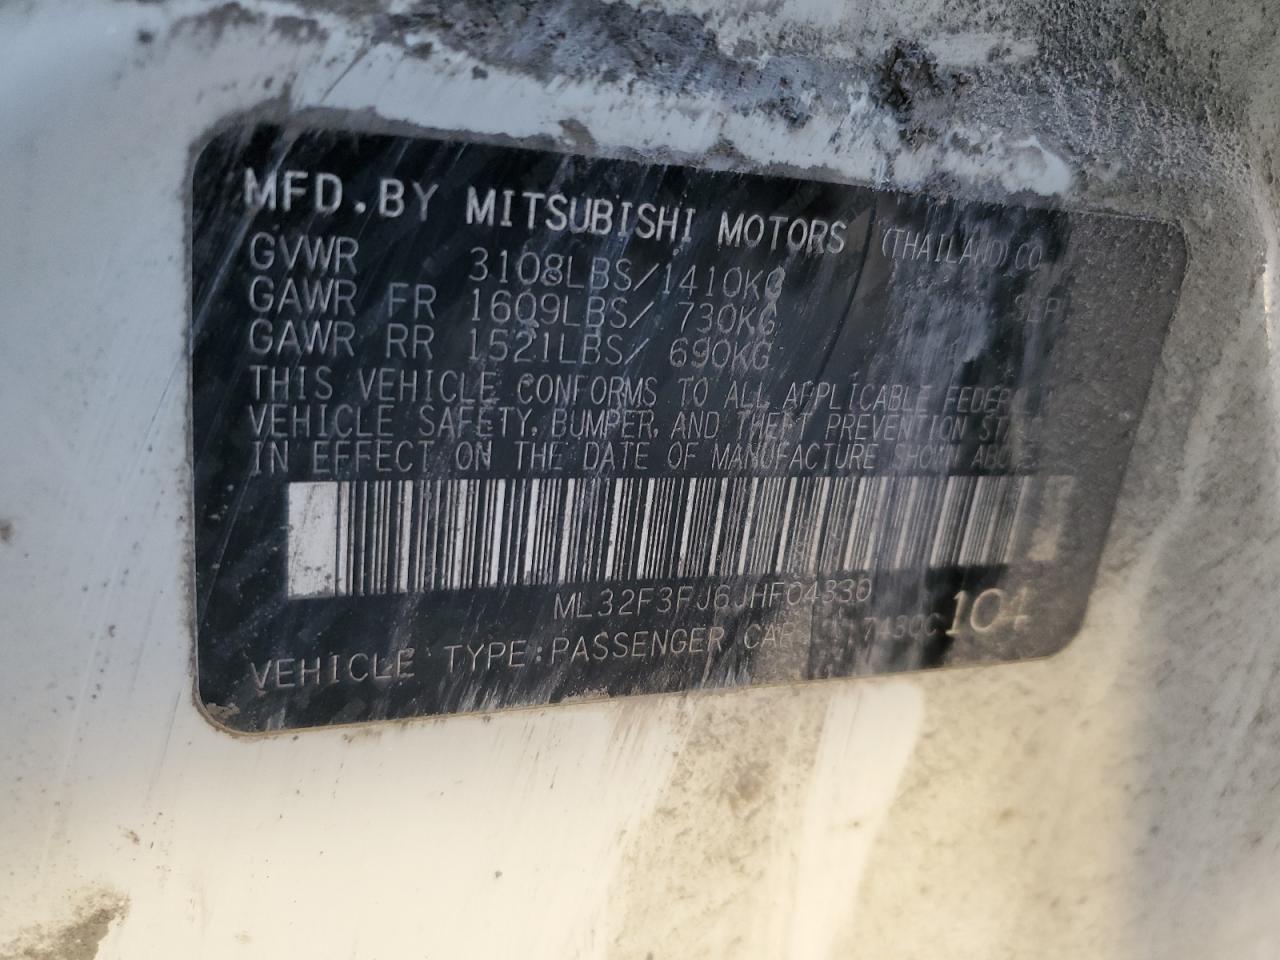 MFD. BY MITSUBISHI MOTORS (THAILAND) CO
GVWR 3108LBS/1410KG
GAWR FR 1609LBS/ 730KG
GAWR RR 1521LBS/ 690KG
THIS VEHICLE CONFORMS TO ALL APPLICABLE
VEHICLE SAFETY, BUMPER, AND THEFT PREVENTION
IN EFFECT ON THE DATE OF MANUFACTURE SHOWN ABOVE
ML32F3FJ6JHF04330
VEHICLE TYPE:PASSENGER CAR 104